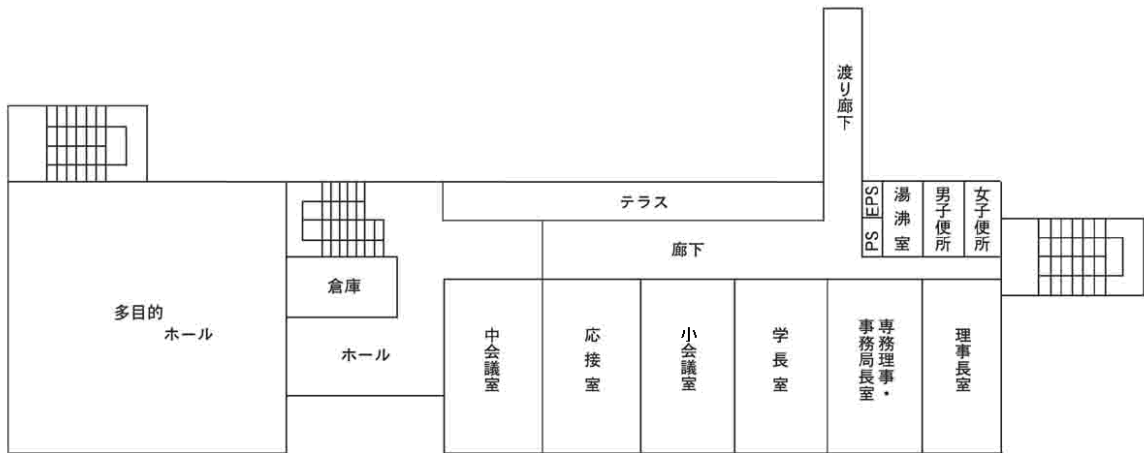 渡り廊下
テラス
EPS
PS
湯沸室
男子便所
女子便所
廊下
倉庫
多目的
ホール
ホール
中会議室
応接室
小会議室
学長室
専務理事・
事務局長室
理事長室